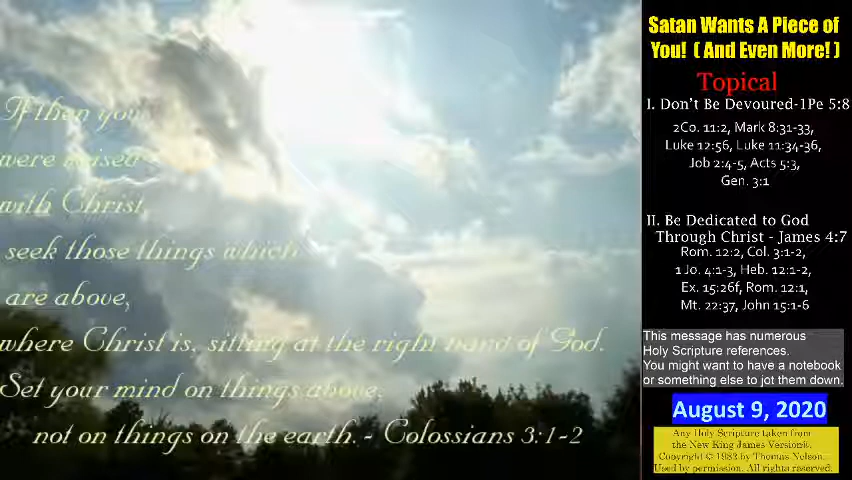 If then you
were raised
with Christ,
seek those things which
are above,
where Christ is, sitting at the right hand of God.
Set your mind on things above,
not on things on the earth. - Colossians 3:1-2
Satan Wants A Piece of
You! ( And Even More! )
Topical
I. Don't Be Devoured-1Pe 5:8
2Co. 11:2, Mark 8:31-33,
Luke 12:56, Luke 11:34-36,
Job 2:4-5, Acts 5:3,
Gen. 3:1
II. Be Dedicated to God
Through Christ - James 4:7
Rom. 12:2, Col. 3:1-2,
1 Jo. 4:1-3, Heb. 12:1-2,
Ex. 15:26f, Rom. 12:1,
Mt. 22:37, John 15:1-6
This message has numerous
Holy Scripture references.
You might want to have a notebook
or something else to jot them down.
August 9, 2020
Any Holy Scripture taken from
the New King James Version®.
Copyright © 1982 by Thomas Nelson.
Used by permission. All rights reserved.